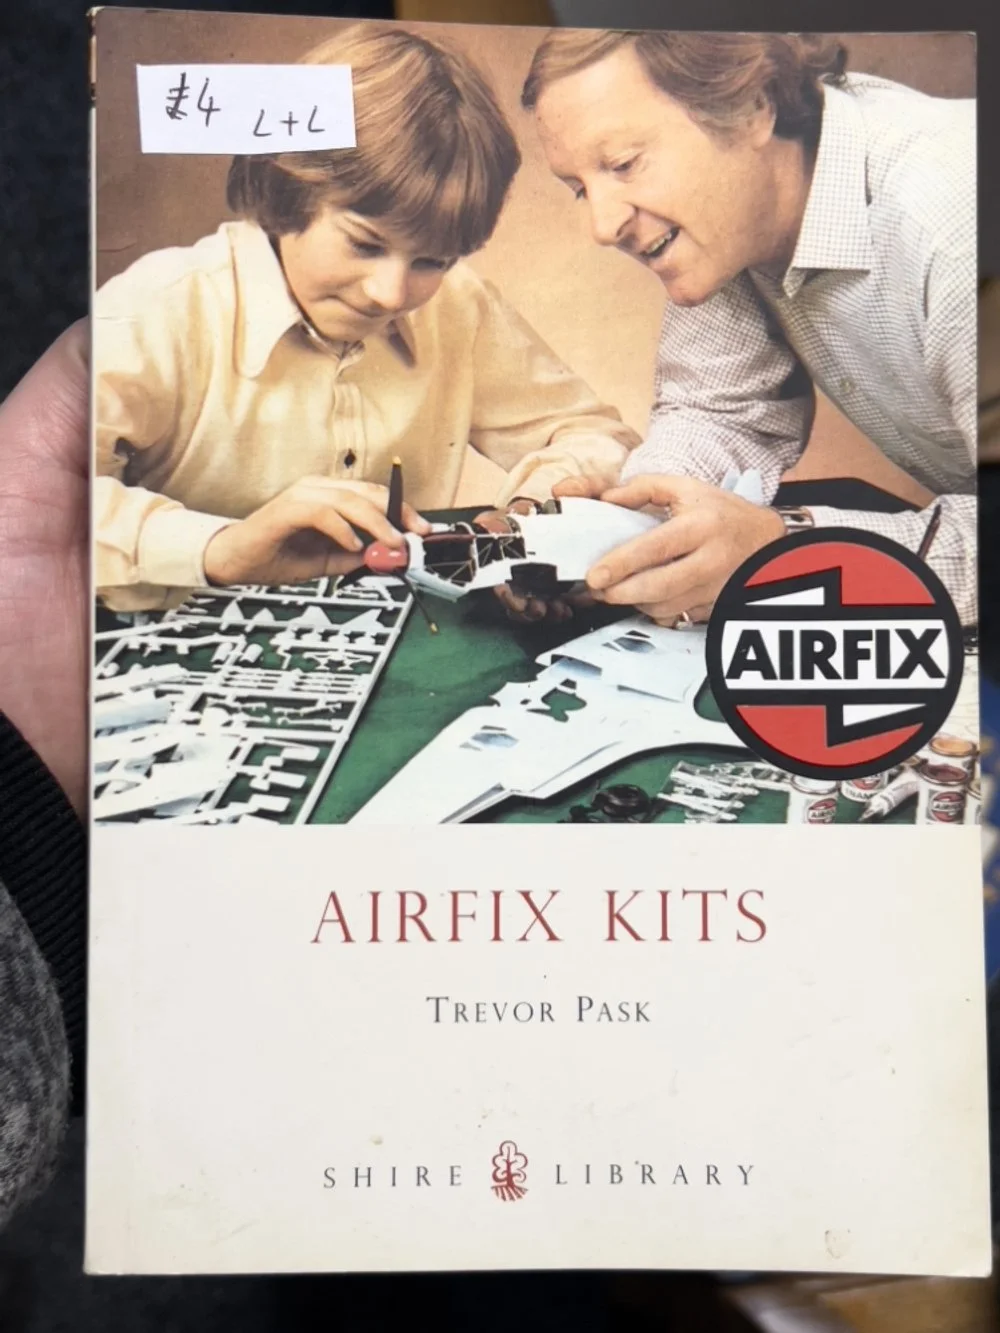 £4 L+L
AIRFIX
AIRFIX KITS
TREVOR PASK
SHIRE LIBRARY